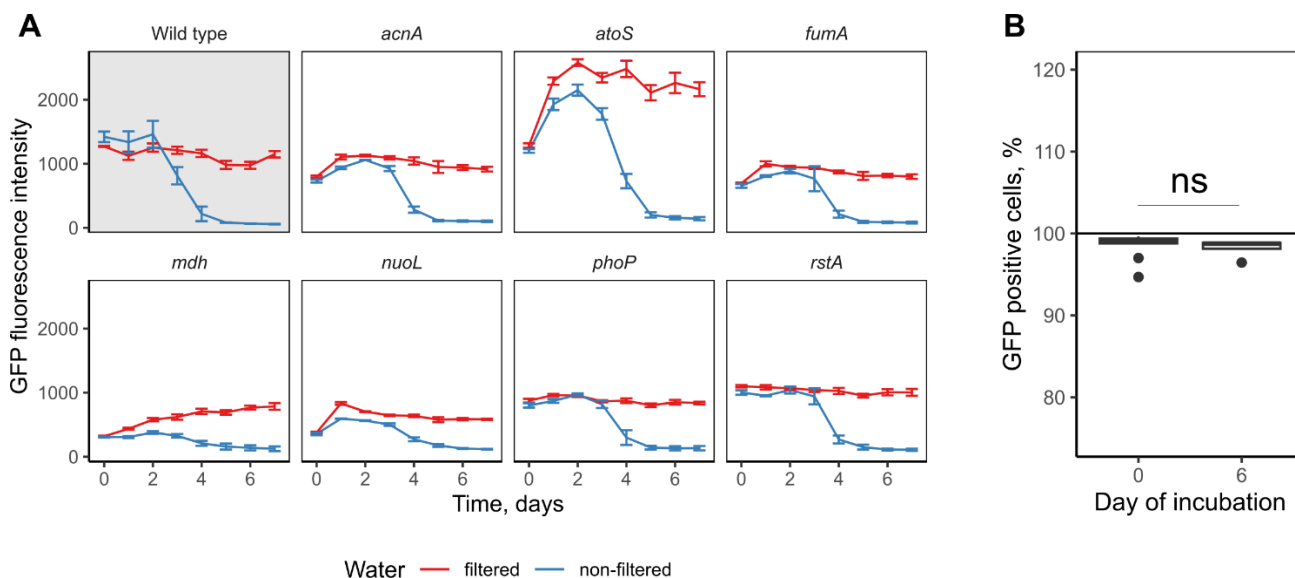 A
B
Wild type
acnA
atoS
fumA
2000
1000
0
mdh
nuoL
phoP
rstA
2000
1000
0
0 2 4 6
0 2 4 6
0 2 4 6
0 2 4 6
GFP fluorescence intensity
Time, days
Water filtered non-filtered
120
110
100
90
80
ns
0 6
GFP positive cells, %
Day of incubation